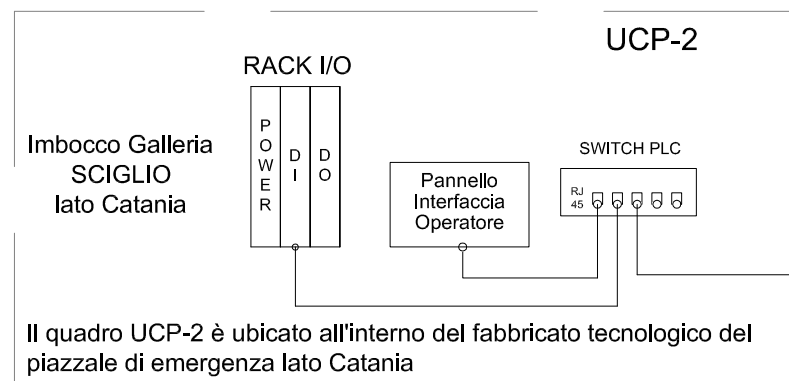 UCP-2
RACK I/O
POWER
DI
DO
Imbocco Galleria
SCIGLIO
lato Catania
Pannello
Interfaccia
Operatore
SWITCH PLC
RJ
45
Il quadro UCP-2 è ubicato all'interno del fabbricato tecnologico del
piazzale di emergenza lato Catania